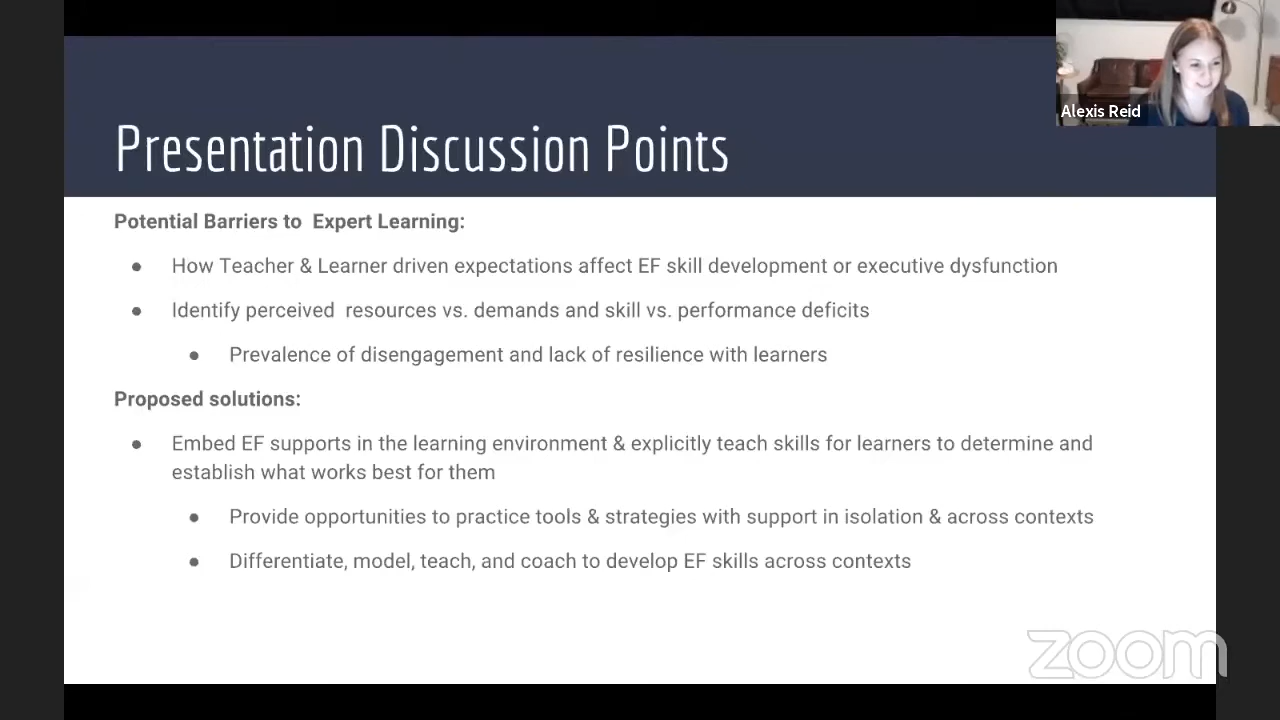 Alexis Reid
Presentation Discussion Points
Potential Barriers to  Expert Learning:
● How Teacher & Learner driven expectations affect EF skill development or executive dysfunction
● Identify perceived  resources vs. demands and skill vs. performance deficits
● Prevalence of disengagement and lack of resilience with learners
Proposed solutions:
● Embed EF supports in the learning environment & explicitly teach skills for learners to determine and
establish what works best for them
● Provide opportunities to practice tools & strategies with support in isolation & across contexts
● Differentiate, model, teach, and coach to develop EF skills across contexts
zoom